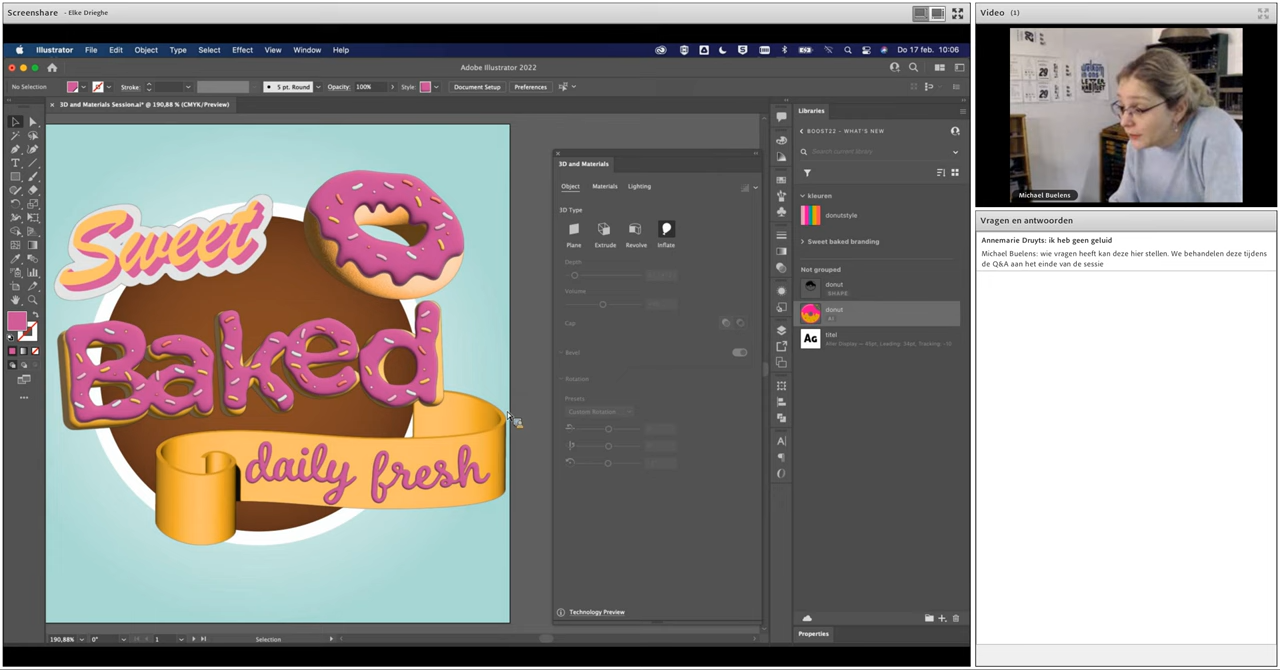 Screenshare - Elke Drieghe
Video (1)
Illustrator File Edit Object Type Select Effect View Window Help
Do 17 feb. 10:06
Adobe Illustrator 2022
No Selection
Stroke:
5 pt. Round
Opacity: 100%
Style:
Document Setup
Preferences
3D and Materials Session.ai* @ 190,88 % (CMYK/Preview)
Sweet
Baked
daily fresh
3D and Materials
Object Materials Lighting
3D Type
Plane Extrude Revolve Inflate
Depth
Volume
Cap
Bevel
Rotation
Presets
Custom Rotation
Technology Preview
Libraries
BOOST22 - WHAT'S NEW
Search current library
kleuren
donutstyle
Sweet baked branding
Not grouped
donut
SHAPE
donut
AI
Ag
titel
Properties
190,88% 0° 1 Selection
Michael Buelens
Vragen en antwoorden
Annemarie Druyts: ik heb geen geluid
Michael Buelens: wie vragen heeft kan deze hier stellen. We behandelen deze tijdens
de Q&A aan het einde van de sessie